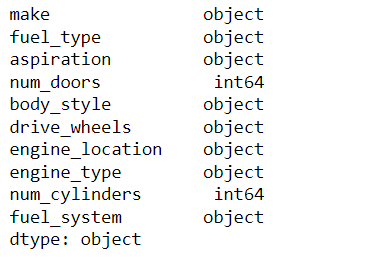 make object
fuel_type object
aspiration object
num_doors int64
body_style object
drive_wheels object
engine_location object
engine_type object
num_cylinders int64
fuel_system object
dtype: object